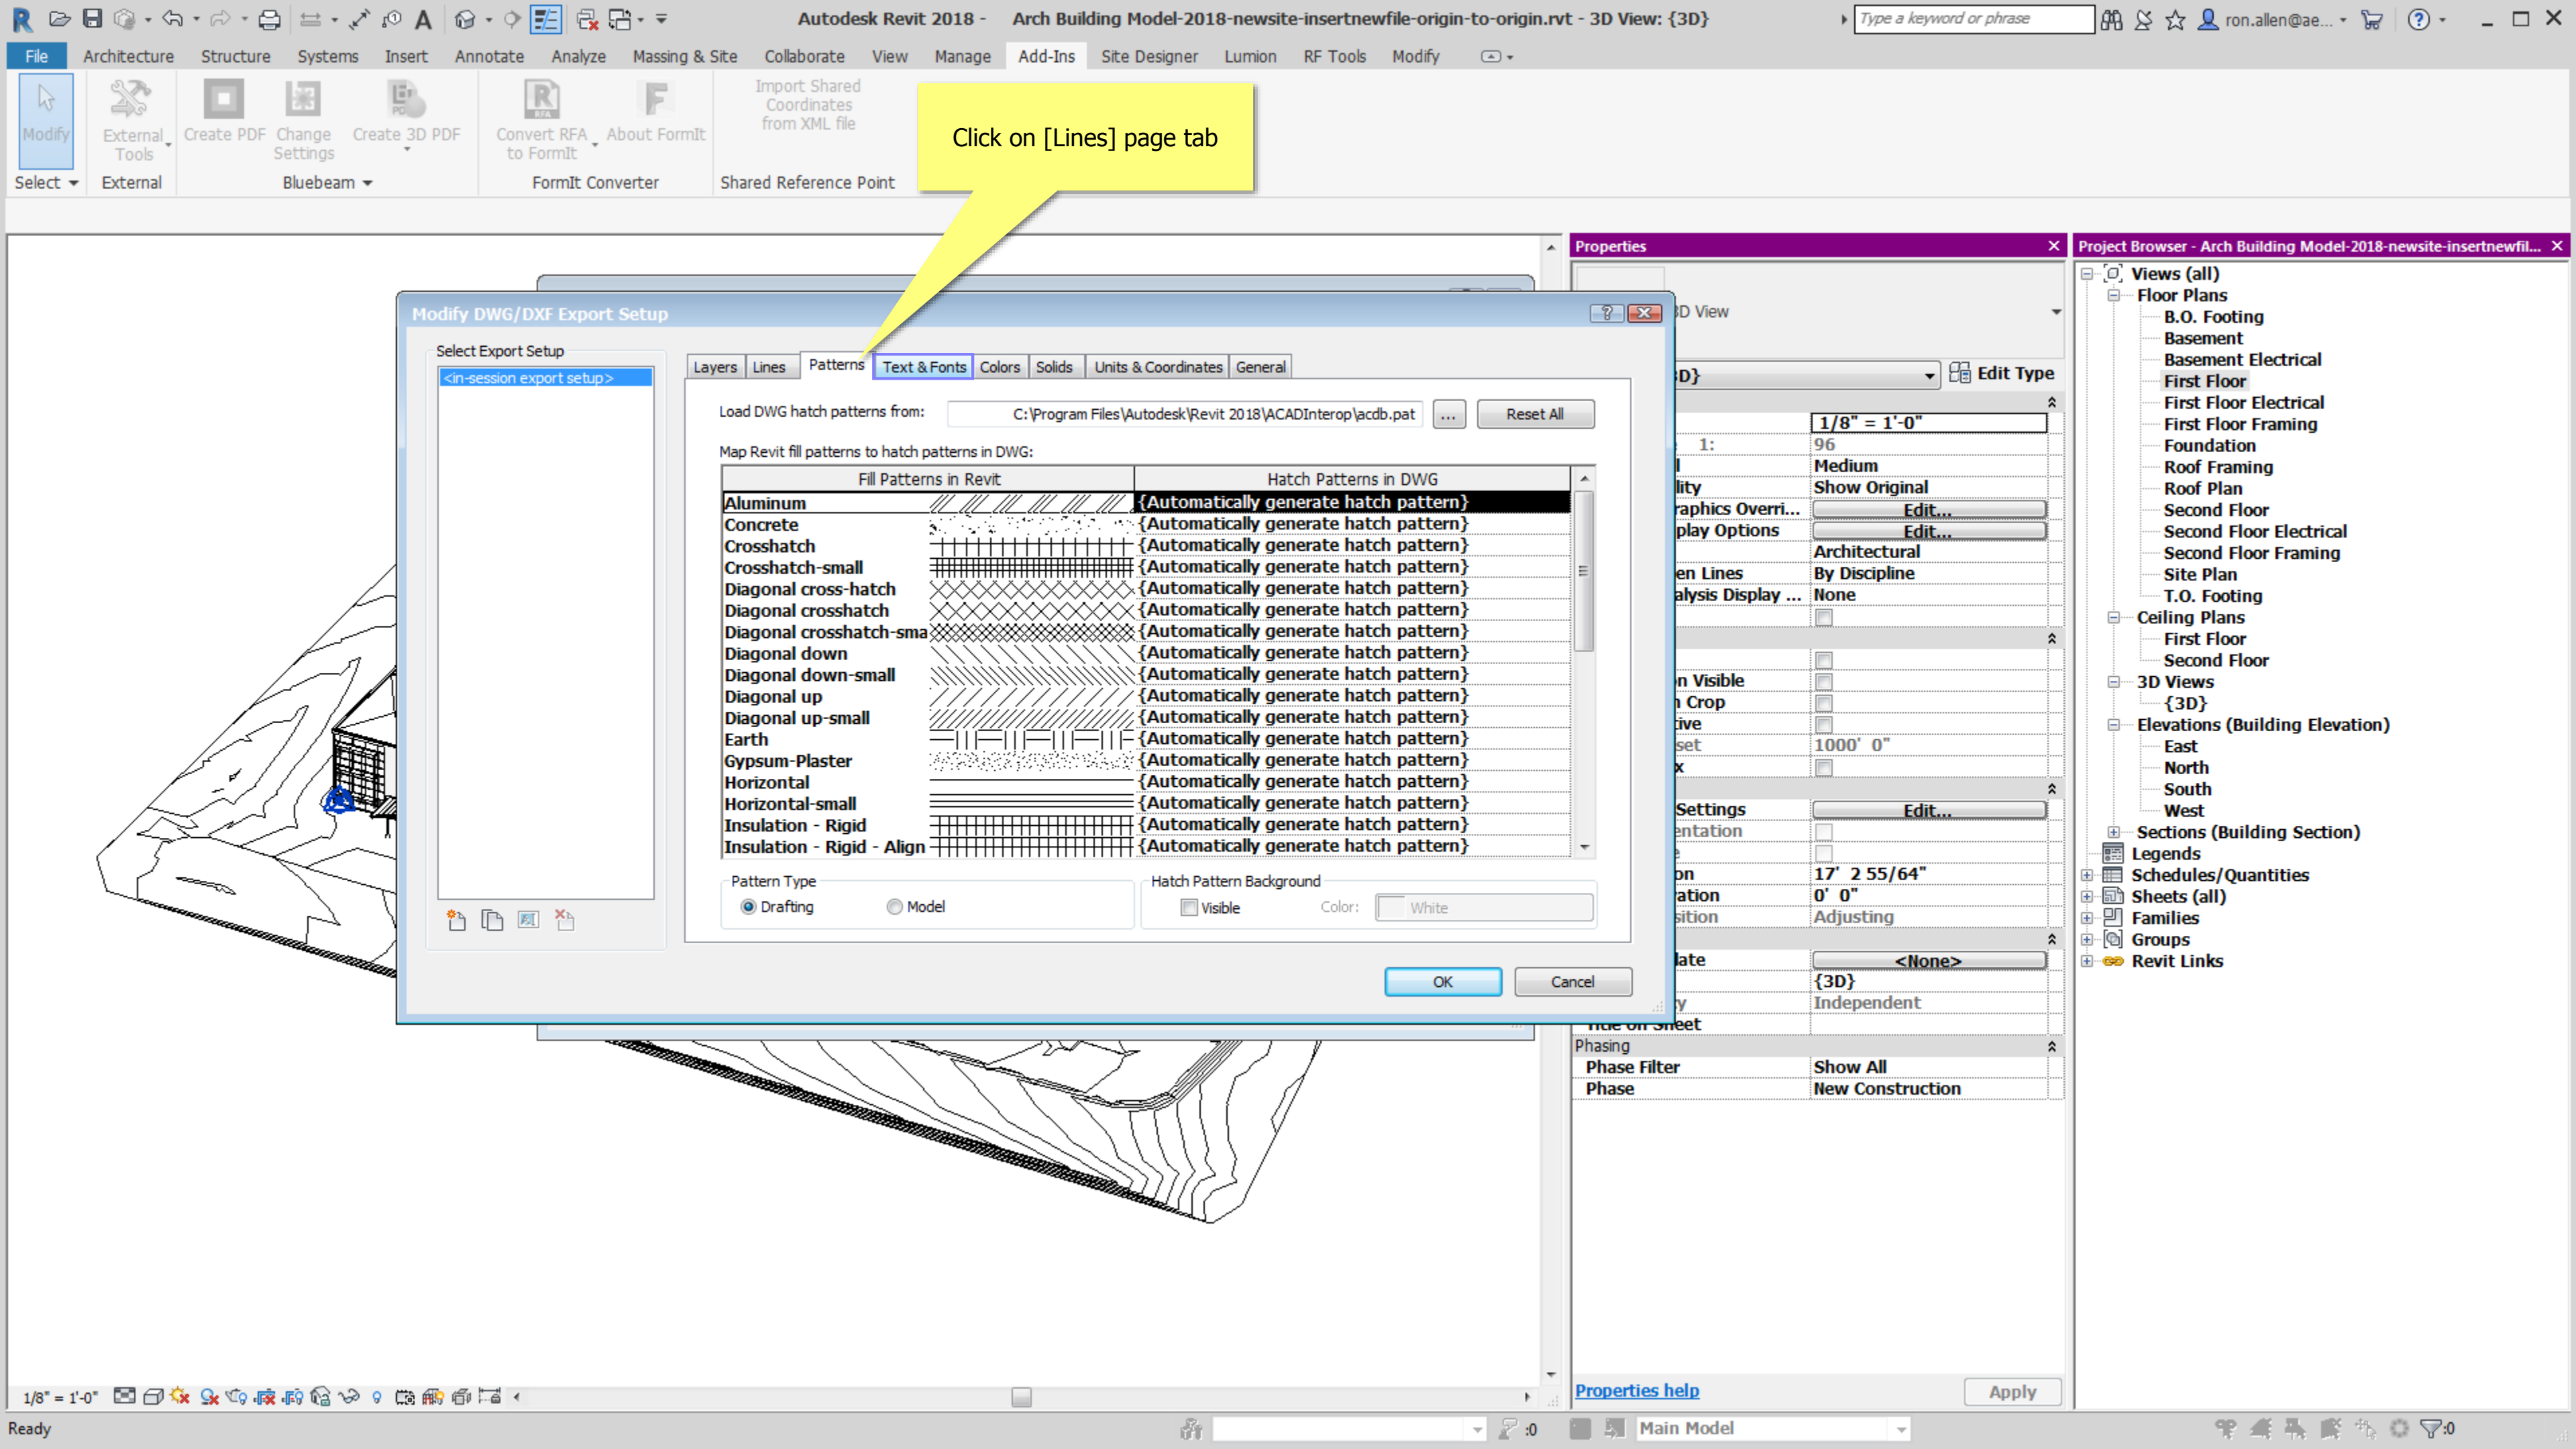 Autodesk Revit 2018 - Arch Building Model-2018-newsite-insertnewfile-origin-to-origin.rvt - 3D View: {3D}
Type a keyword or phrase
ron.allen@ae...
File Architecture Structure Systems Insert Annotate Analyze Massing & Site Collaborate View Manage Add-Ins Site Designer Lumion RF Tools Modify
Modify
External Tools
Create PDF
Change Settings
Create 3D PDF
Convert RFA to FormIt
About FormIt
Import Shared Coordinates from XML file
Select External Bluebeam FormIt Converter Shared Reference Point
Click on [Lines] page tab
Modify DWG/DXF Export Setup
Select Export Setup
<in-session export setup>
Layers Lines Patterns Text & Fonts Colors Solids Units & Coordinates General
Load DWG hatch patterns from: C:\Program Files\Autodesk\Revit 2018\ACADInterop\acdb.pat ... Reset All
Map Revit fill patterns to hatch patterns in DWG:
Fill Patterns in Revit Hatch Patterns in DWG
Aluminum {Automatically generate hatch pattern}
Concrete {Automatically generate hatch pattern}
Crosshatch {Automatically generate hatch pattern}
Crosshatch-small {Automatically generate hatch pattern}
Diagonal cross-hatch {Automatically generate hatch pattern}
Diagonal crosshatch {Automatically generate hatch pattern}
Diagonal crosshatch-sma {Automatically generate hatch pattern}
Diagonal down {Automatically generate hatch pattern}
Diagonal down-small {Automatically generate hatch pattern}
Diagonal up {Automatically generate hatch pattern}
Diagonal up-small {Automatically generate hatch pattern}
Earth {Automatically generate hatch pattern}
Gypsum-Plaster {Automatically generate hatch pattern}
Horizontal {Automatically generate hatch pattern}
Horizontal-small {Automatically generate hatch pattern}
Insulation - Rigid {Automatically generate hatch pattern}
Insulation - Rigid - Align {Automatically generate hatch pattern}
Pattern Type
Drafting Model
Hatch Pattern Background
Visible Color: White
OK Cancel
Properties
3D View
D} Edit Type
1/8" = 1'-0"
1: 96
Medium
lity Show Original
raphics Overri... Edit...
play Options Edit...
Architectural
en Lines By Discipline
alysis Display ... None
n Visible
n Crop
tive
set 1000' 0"
x
Settings Edit...
entation
on 17' 2 55/64"
ation 0' 0"
sition Adjusting
late <None>
{3D}
y Independent
Title on Sheet
Phasing
Phase Filter Show All
Phase New Construction
Properties help Apply
Project Browser - Arch Building Model-2018-newsite-insertnewfil...
Views (all)
Floor Plans
B.O. Footing
Basement
Basement Electrical
First Floor
First Floor Electrical
First Floor Framing
Foundation
Roof Framing
Roof Plan
Second Floor
Second Floor Electrical
Second Floor Framing
Site Plan
T.O. Footing
Ceiling Plans
First Floor
Second Floor
3D Views
{3D}
Elevations (Building Elevation)
East
North
South
West
Sections (Building Section)
Legends
Schedules/Quantities
Sheets (all)
Families
Groups
Revit Links
1/8" = 1'-0"
Ready :0 Main Model :0